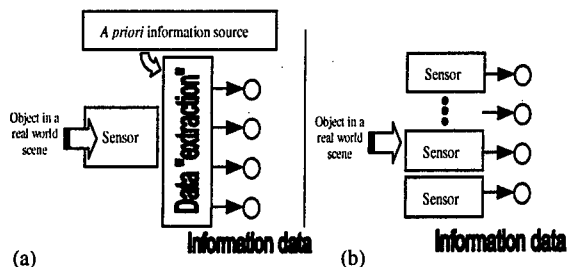 A priori information source
Object in a
real world
scene
Sensor
Data "extraction"
Information data
(a)
Sensor
Object in a
real world
scene
Sensor
Sensor
Information data
(b)